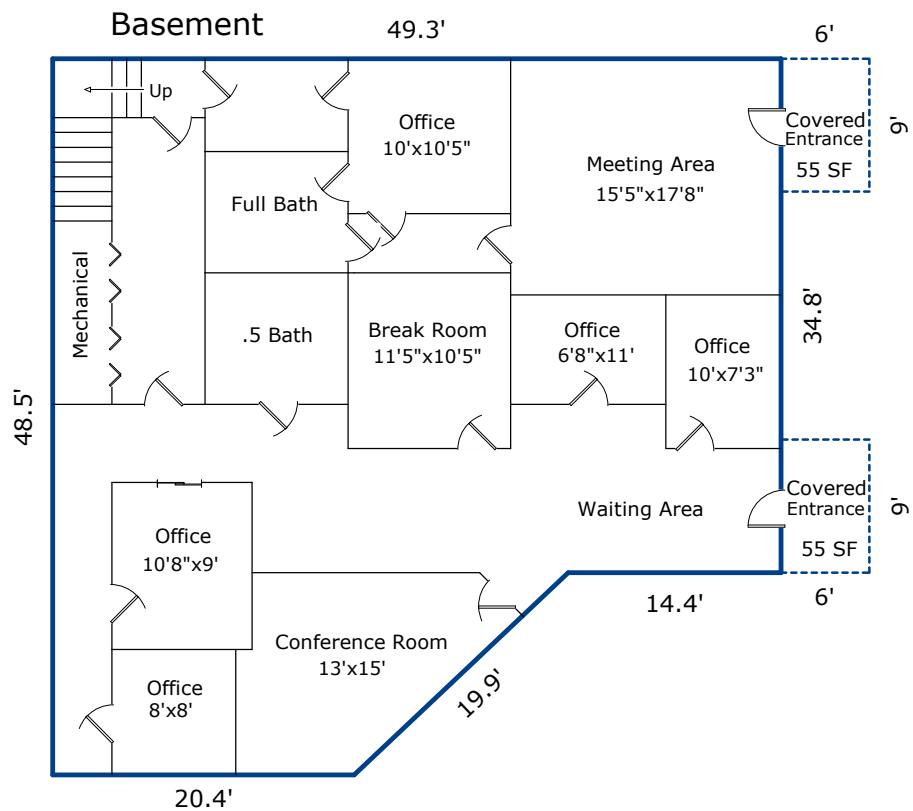 Basement
49.3'
6'
Up
Office
10'x10'5"
Meeting Area
15'5"x17'8"
Covered
Entrance
55 SF
9'
Full Bath
Mechanical
.5 Bath
Break Room
11'5"x10'5"
Office
6'8"x11'
Office
10'x7'3"
34.8'
48.5'
Waiting Area
Covered
Entrance
55 SF
9'
6'
14.4'
Office
10'8"x9'
Conference Room
13'x15'
19.9'
Office
8'x8'
20.4'